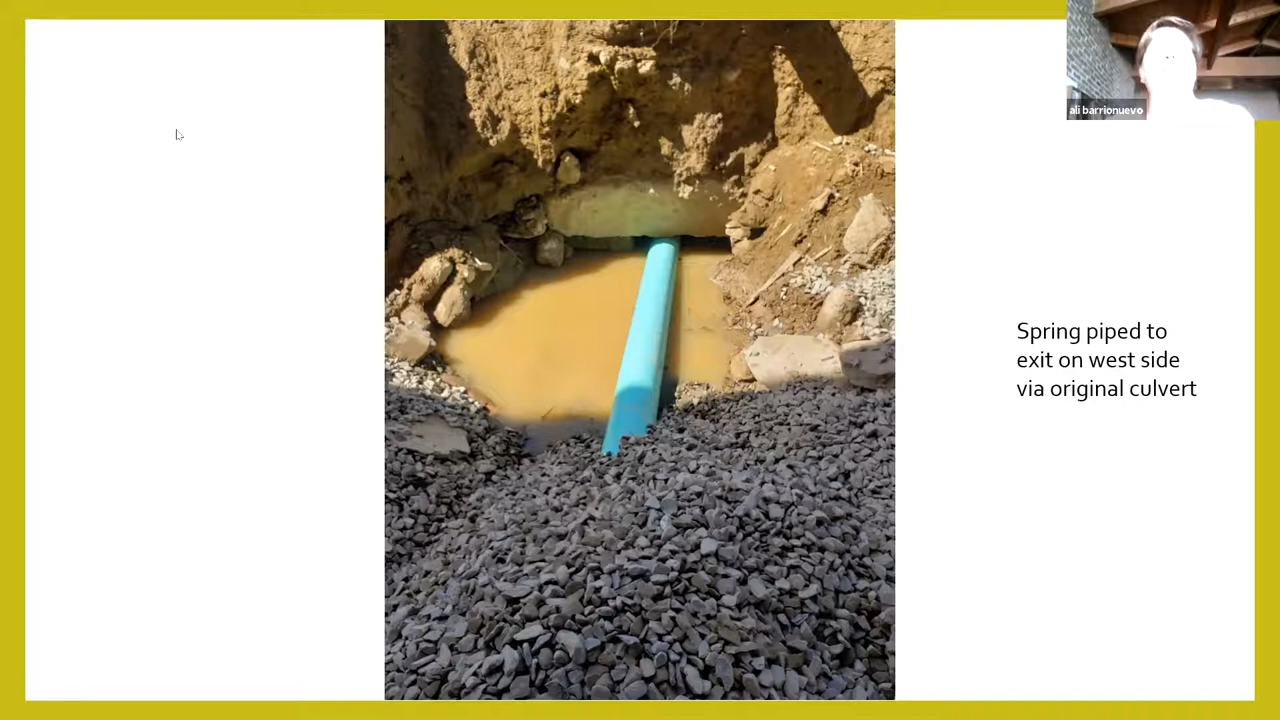 ali barrionuevo
Spring piped to
exit on west side
via original culvert